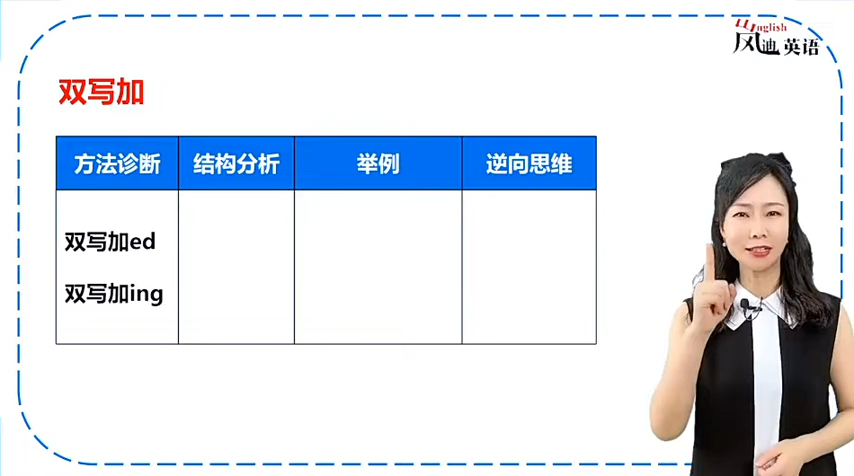 English
风迪英语
双写加
方法诊断 结构分析 举例 逆向思维
双写加ed
双写加ing